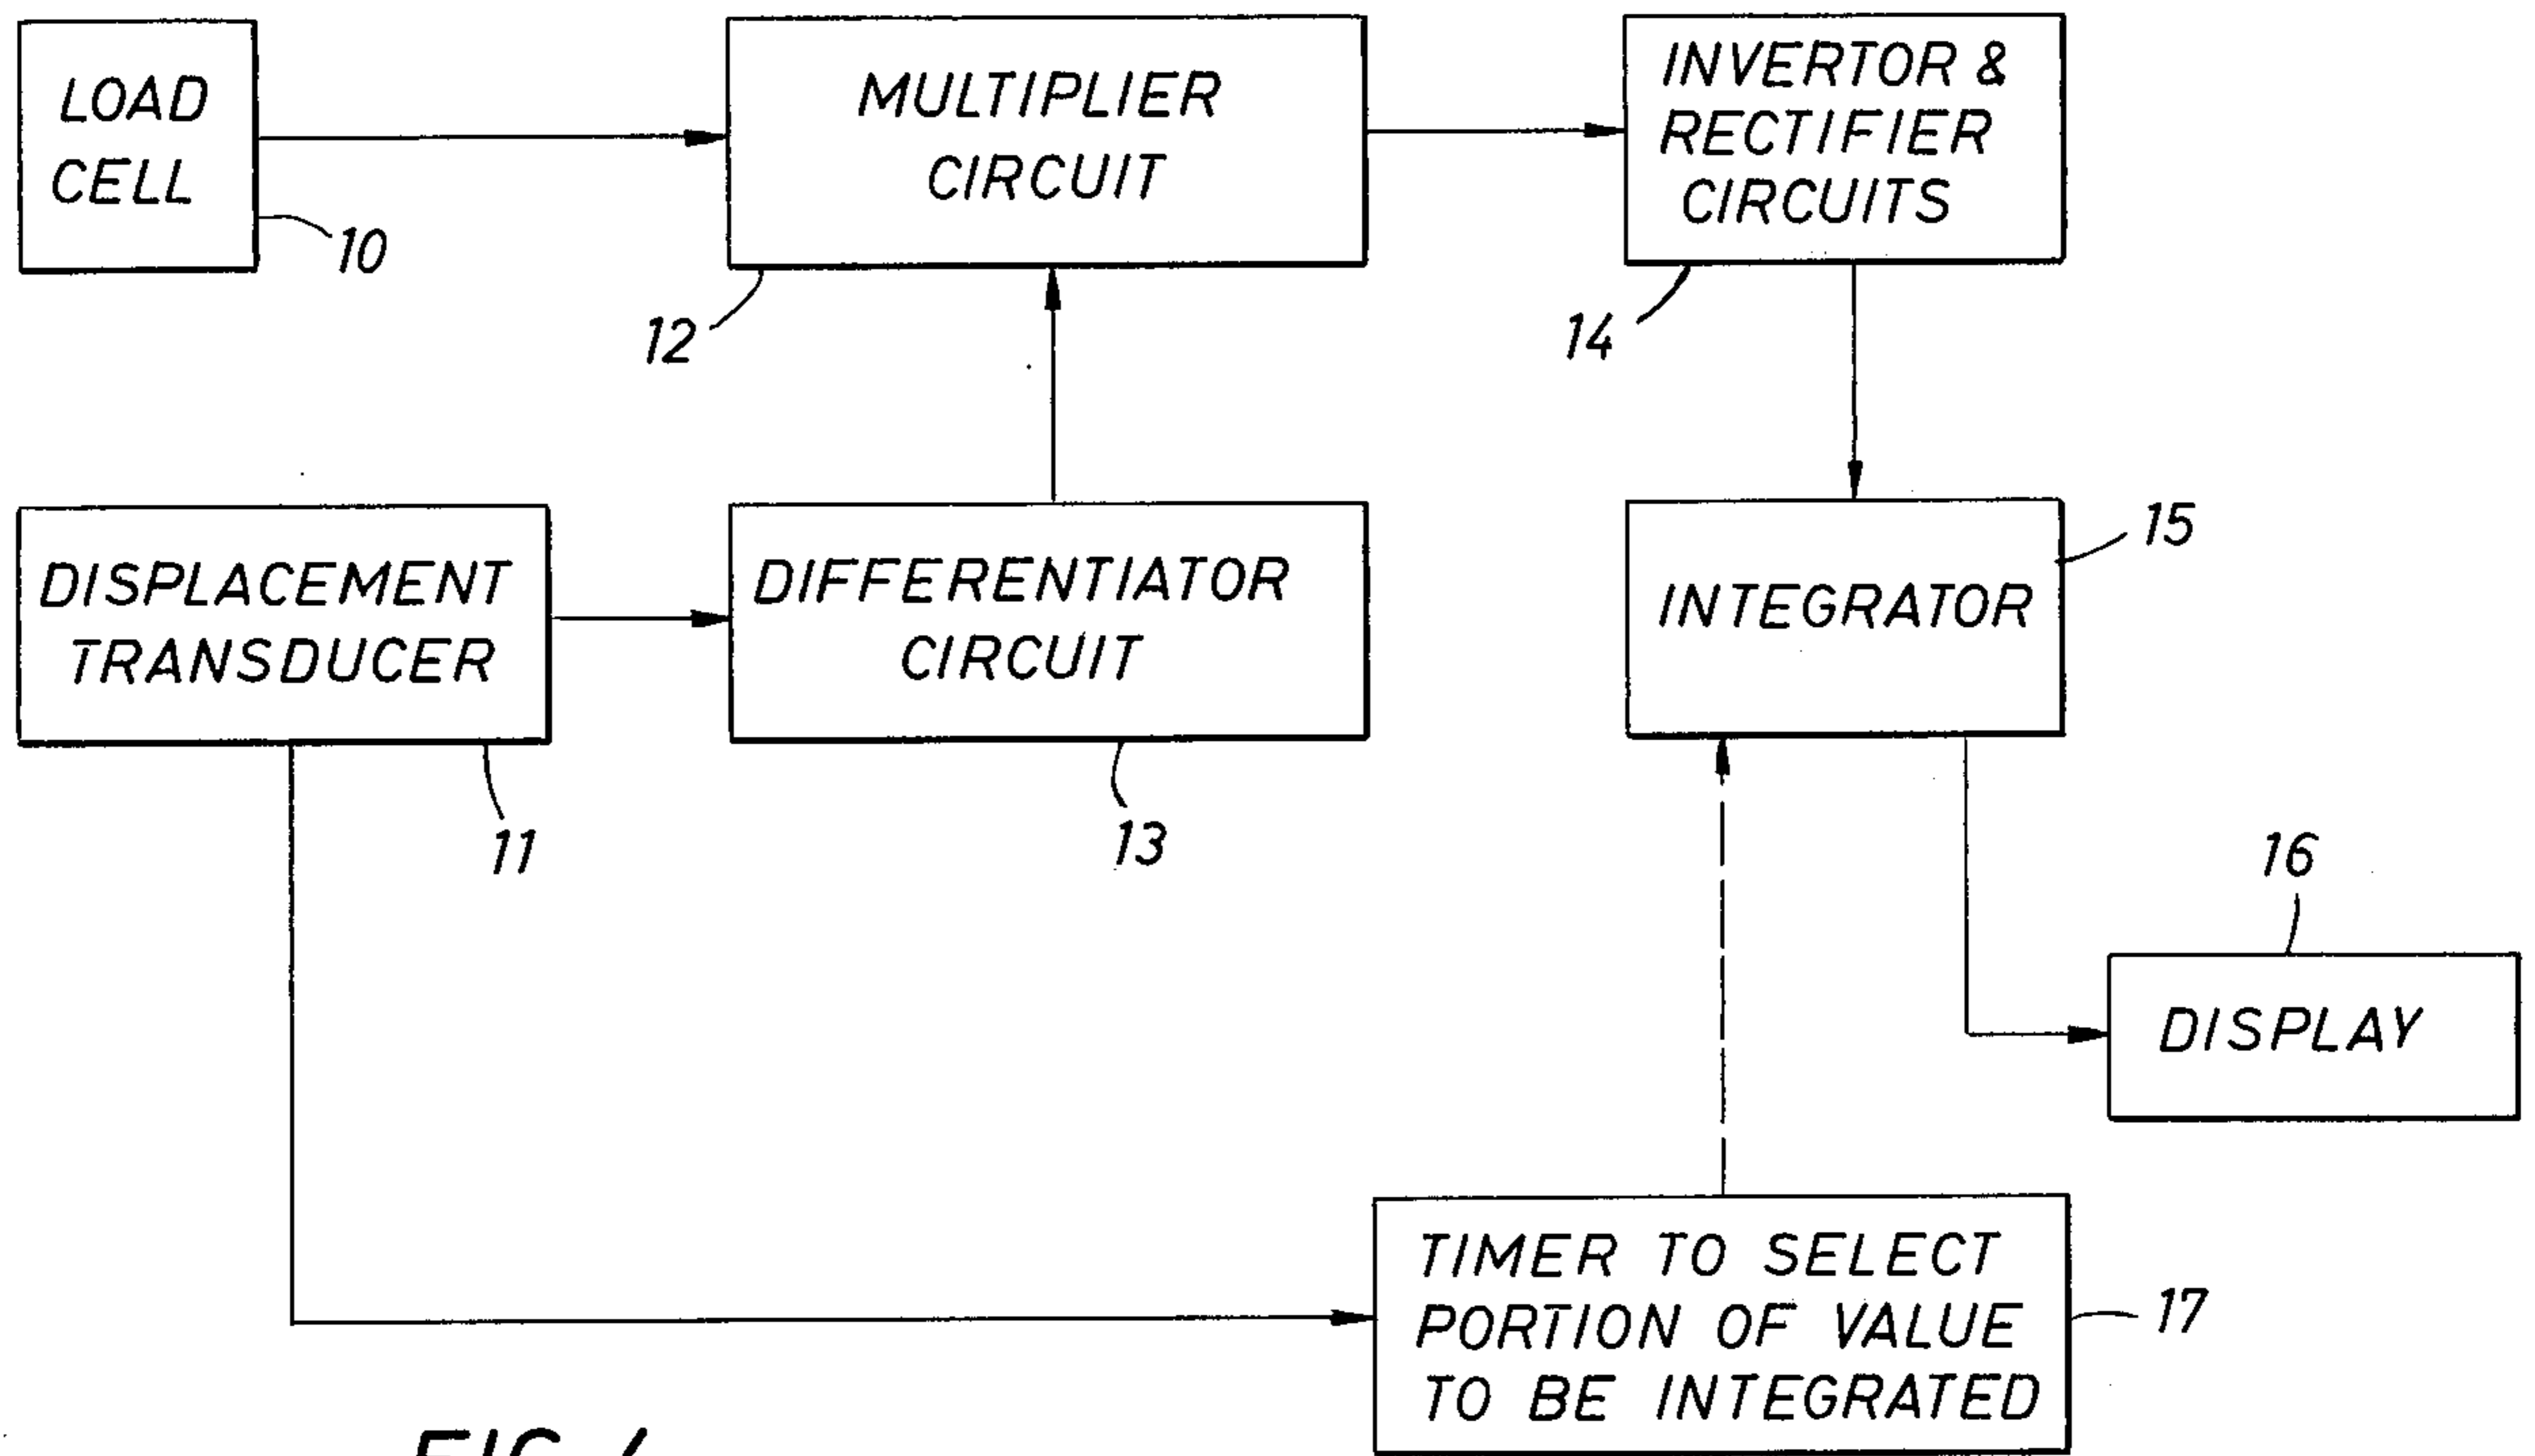 LOAD
CELL
10
MULTIPLIER
CIRCUIT
12
INVERTOR &
RECTIFIER
CIRCUITS
14
DISPLACEMENT
TRANSDUCER
11
DIFFERENTIATOR
CIRCUIT
13
INTEGRATOR
15
16
DISPLAY
TIMER TO SELECT
PORTION OF VALUE
TO BE INTEGRATED
17